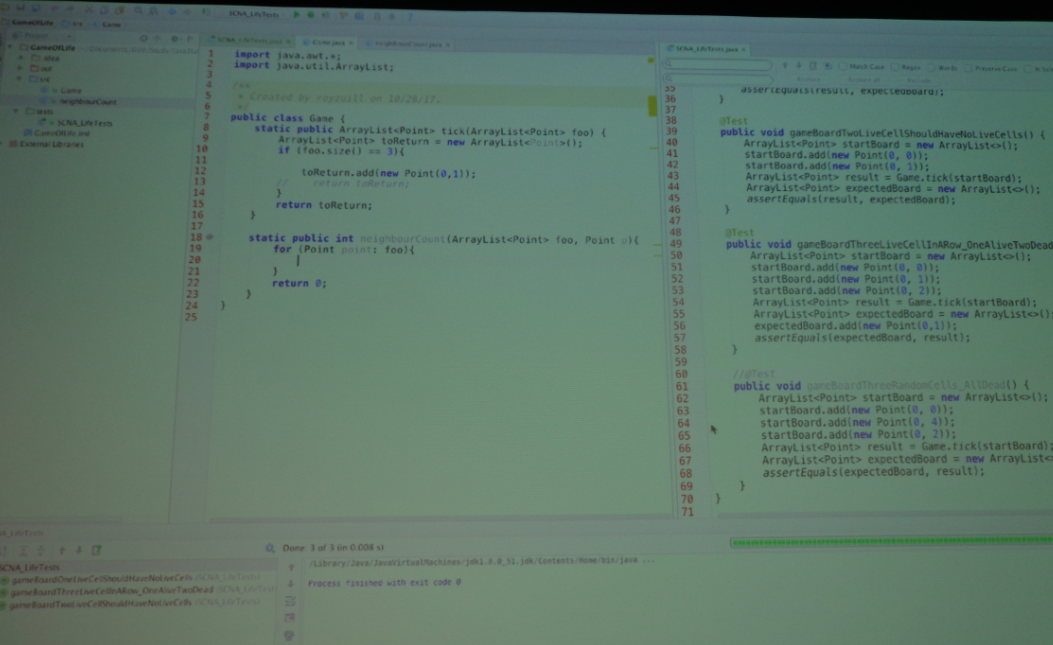 SCNA_LifeTests
GameOfLife src Game
Project
GameOfLife
.idea
out
src
Game
neighbourCount
tests
SCNA_LifeTests
GameOfLife.iml
External Libraries
SCNA_LifeTests.java Game.java neighbourCount.java
1 import java.awt.*;
2 import java.util.ArrayList;
3
4 /**
5 * Created by on 10/28/17.
6 */
7 public class Game {
8 static public ArrayList<Point> tick(ArrayList<Point> foo) {
9 ArrayList<Point> toReturn = new ArrayList<Point>();
10 if (foo.size() == 3){
11
12 toReturn.add(new Point(0,1));
13 // return toReturn;
14 }
15 return toReturn;
16 }
17
18 static public int neighbourCount(ArrayList<Point> foo, Point o){
19 for (Point point: foo){
20
21 }
22 return 0;
23 }
24 }
25
SCNA_LifeTests.java
Match Case Regex Words Preserve Case
35 assertEquals(result, expectedBoard);
36 }
37
38 @Test
39 public void gameBoardTwoLiveCellShouldHaveNoLiveCells() {
40 ArrayList<Point> startBoard = new ArrayList<>();
41 startBoard.add(new Point(0, 0));
42 startBoard.add(new Point(0, 1));
43 ArrayList<Point> result = Game.tick(startBoard);
44 ArrayList<Point> expectedBoard = new ArrayList<>();
45 assertEquals(result, expectedBoard);
46 }
47
48 @Test
49 public void gameBoardThreeLiveCellInARow_OneAliveTwoDead
50 ArrayList<Point> startBoard = new ArrayList<>();
51 startBoard.add(new Point(0, 0));
52 startBoard.add(new Point(0, 1));
53 startBoard.add(new Point(0, 2));
54 ArrayList<Point> result = Game.tick(startBoard);
55 ArrayList<Point> expectedBoard = new ArrayList<>();
56 expectedBoard.add(new Point(0,1));
57 assertEquals(expectedBoard, result);
58 }
59
60 //@Test
61 public void gameBoardThreeRandomCells_AllDead() {
62 ArrayList<Point> startBoard = new ArrayList<>();
63 startBoard.add(new Point(0, 0));
64 startBoard.add(new Point(0, 4));
65 startBoard.add(new Point(0, 2));
66 ArrayList<Point> result = Game.tick(startBoard);
67 ArrayList<Point> expectedBoard = new ArrayList<>
68 assertEquals(expectedBoard, result);
69 }
70 }
71
Done 3 of 3 (in 0.008 s)
SCNA_LifeTests
gameBoardOneLiveCellShouldHaveNoLiveCells (SCNA_LifeTests)
gameBoardThreeLiveCellInARow_OneAliveTwoDead (SCNA_LifeTests)
gameBoardTwoLiveCellShouldHaveNoLiveCells (SCNA_LifeTests)
/Library/Java/JavaVirtualMachines/jdk1.8.0_51.jdk/Contents/Home/bin/java ...
Process finished with exit code 0